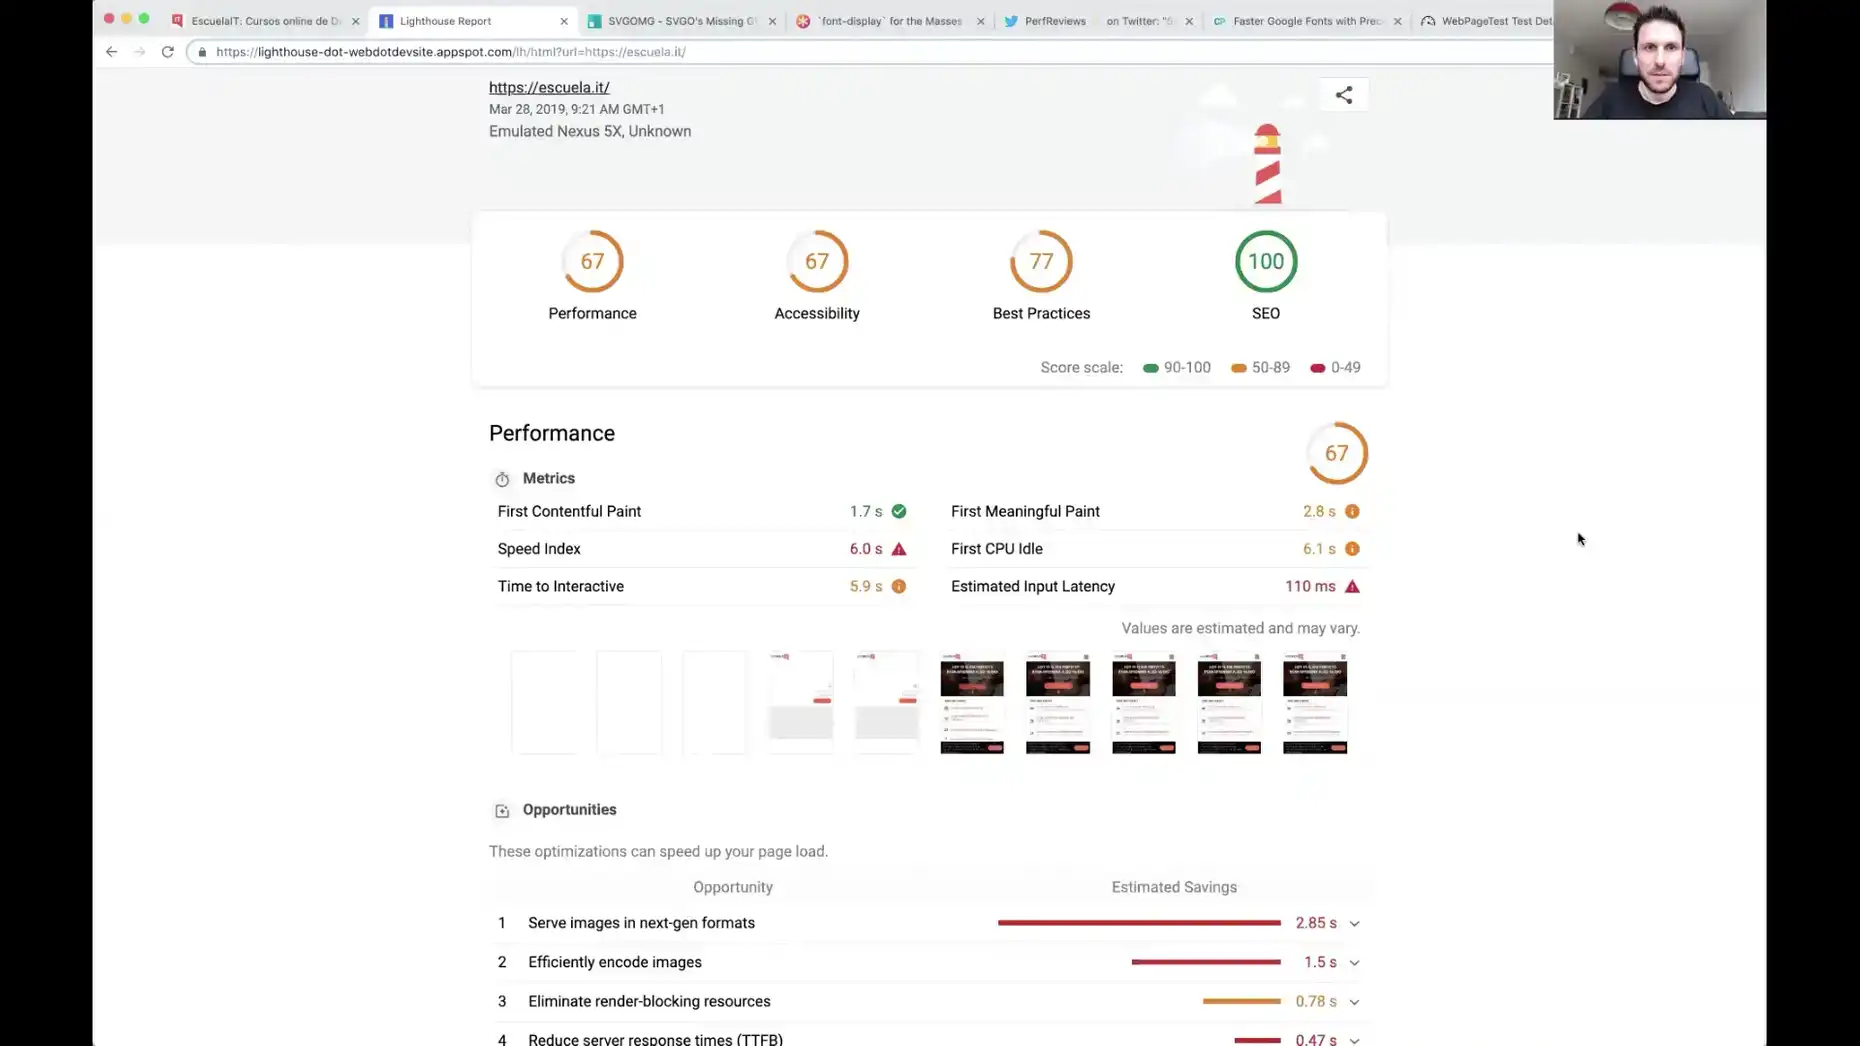 EscuelaIT: Cursos online de De
Lighthouse Report
SVGOMG - SVGO's Missing G
`font-display` for the Masses
PerfReviews
on Twitter: "S
Faster Google Fonts with Prec
WebPageTest Test Det
https://lighthouse-dot-webdotdevsite.appspot.com/lh/html?url=https://escuela.it/
https://escuela.it/
Mar 28, 2019, 9:21 AM GMT+1
Emulated Nexus 5X, Unknown
67
67
77
100
Performance
Accessibility
Best Practices
SEO
Score scale: 90-100 50-89 0-49
Performance
67
Metrics
First Contentful Paint 1.7 s
First Meaningful Paint 2.8 s
Speed Index 6.0 s
First CPU Idle 6.1 s
Time to Interactive 5.9 s
Estimated Input Latency 110 ms
Values are estimated and may vary.
Opportunities
These optimizations can speed up your page load.
Opportunity
Estimated Savings
1 Serve images in next-gen formats 2.85 s
2 Efficiently encode images 1.5 s
3 Eliminate render-blocking resources 0.78 s
4 Reduce server response times (TTFB) 0.47 s